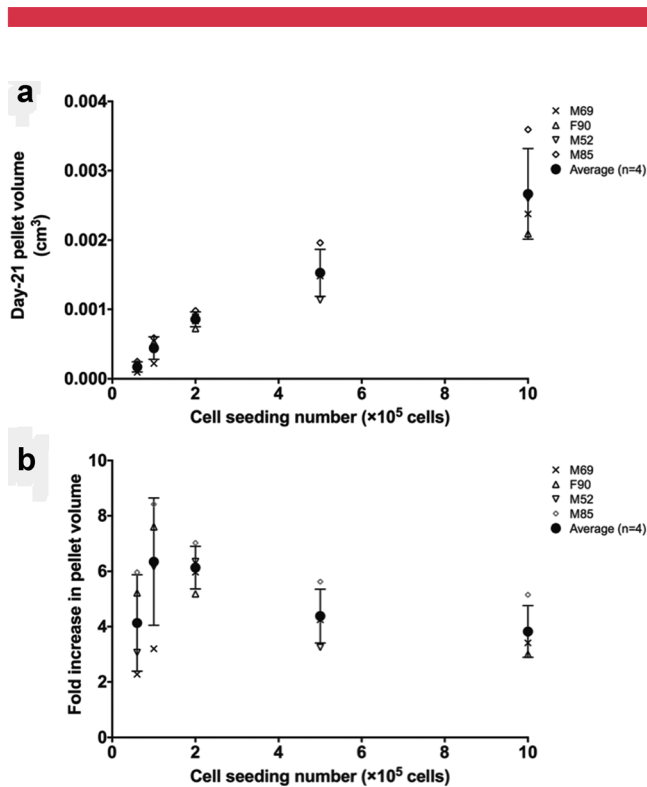 a
0.004
0.003
0.002
0.001
0.000
Day-21 pellet volume
(cm³)
0 2 4 6 8 10
Cell seeding number (×10⁵ cells)
M69
F90
M52
M85
Average (n=4)
b
10
8
6
4
2
0
Fold increase in pellet volume
0 2 4 6 8 10
Cell seeding number (×10⁵ cells)
M69
F90
M52
M85
Average (n=4)